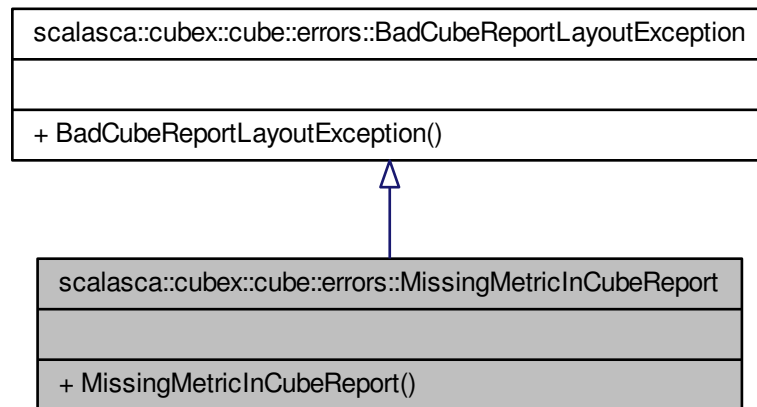 scalasca::cubex::cube::errors::BadCubeReportLayoutException
+ BadCubeReportLayoutException()
scalasca::cubex::cube::errors::MissingMetricInCubeReport
+ MissingMetricInCubeReport()